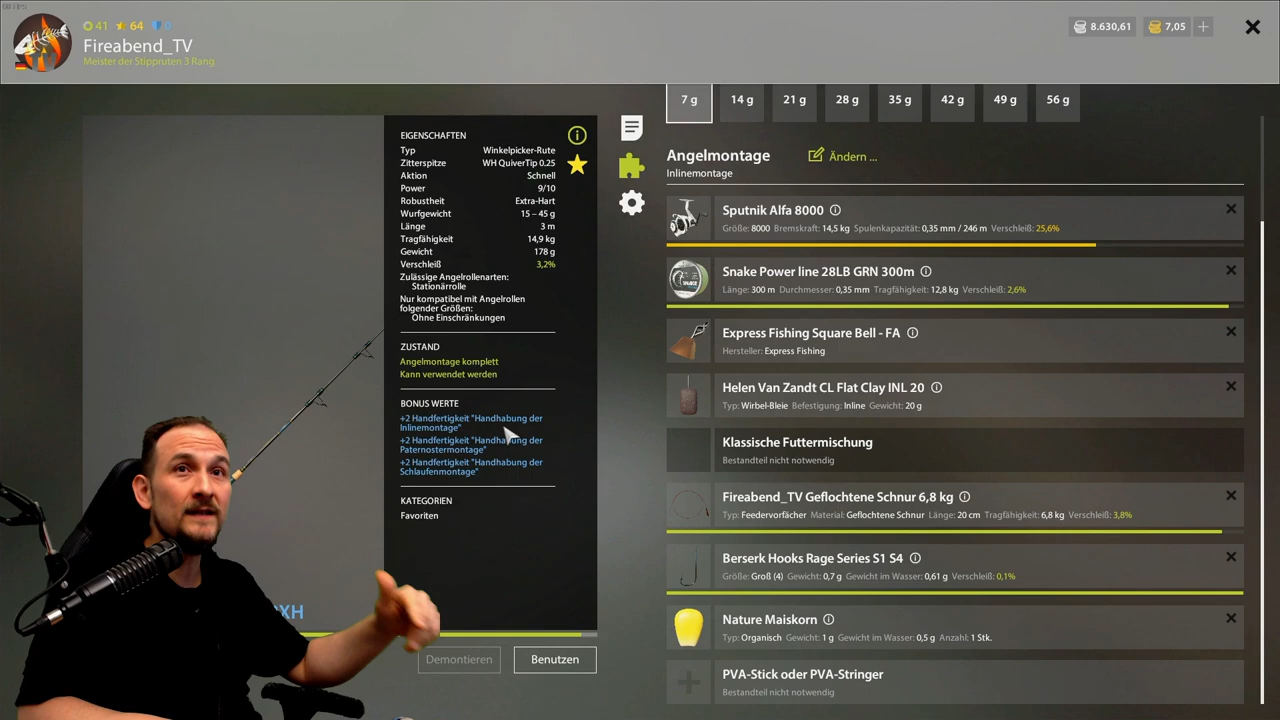 41 64 0
Fireabend_TV
Meister der Stippruten 3 Rang
8.630,61 7,05
EIGENSCHAFTEN
Typ Winkelpicker-Rute
Zitterspitze WH QuiverTip 0.25
Aktion Schnell
Power 9/10
Robustheit Extra-Hart
Wurfgewicht 15 – 45 g
Länge 3 m
Tragfähigkeit 14,9 kg
Gewicht 178 g
Verschleiß 3,2%
Zulässige Angelrollenarten:
Stationärrolle
Nur kompatibel mit Angelrollen
folgender Größen:
Ohne Einschränkungen
ZUSTAND
Angelmontage komplett
Kann verwendet werden
BONUS WERTE
+2 Handfertigkeit "Handhabung der
Inlinemontage"
+2 Handfertigkeit "Handhabung der
Paternostermontage"
+2 Handfertigkeit "Handhabung der
Schlaufenmontage"
KATEGORIEN
Favoriten
XH
Demontieren Benutzen
7 g 14 g 21 g 28 g 35 g 42 g 49 g 56 g
Angelmontage Ändern ...
Inlinemontage
Sputnik Alfa 8000
Größe: 8000 Bremskraft: 14,5 kg Spulenkapazität: 0,35 mm / 246 m Verschleiß: 25,6%
Snake Power line 28LB GRN 300m
Länge: 300 m Durchmesser: 0,35 mm Tragfähigkeit: 12,8 kg Verschleiß: 2,6%
Express Fishing Square Bell - FA
Hersteller: Express Fishing
Helen Van Zandt CL Flat Clay INL 20
Typ: Wirbel-Bleie Befestigung: Inline Gewicht: 20 g
Klassische Futtermischung
Bestandteil nicht notwendig
Fireabend_TV Geflochtene Schnur 6,8 kg
Typ: Feedervorfächer Material: Geflochtene Schnur Länge: 20 cm Tragfähigkeit: 6,8 kg Verschleiß: 3,8%
Berserk Hooks Rage Series S1 S4
Größe: Groß (4) Gewicht: 0,7 g Gewicht im Wasser: 0,61 g Verschleiß: 0,1%
Nature Maiskorn
Typ: Organisch Gewicht: 1 g Gewicht im Wasser: 0,5 g Anzahl: 1 Stk.
PVA-Stick oder PVA-Stringer
Bestandteil nicht notwendig